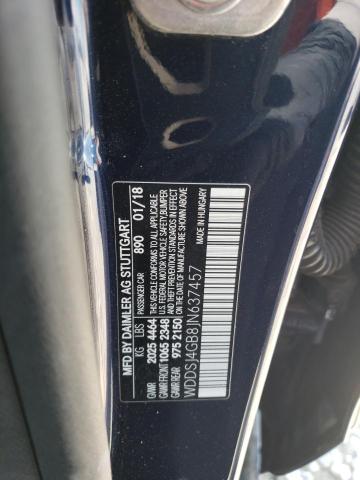 MFD BY DAIMLER AG STUTTGART
PASSENGER CAR 890 01/18
KG LBS THIS VEHICLE CONFORMS TO ALL APPLICABLE
GVWR 2025 4464 U.S. FEDERAL MOTOR VEHICLE SAFETY,BUMPER
GAWR FRONT 1065 2348 AND THEFT PREVENTION STANDARDS IN EFFECT
GAWR REAR 975 2150 ON THE DATE OF MANUFACTURE SHOWN ABOVE.
WDDSJ4GB8JN637457
MADE IN HUNGARY